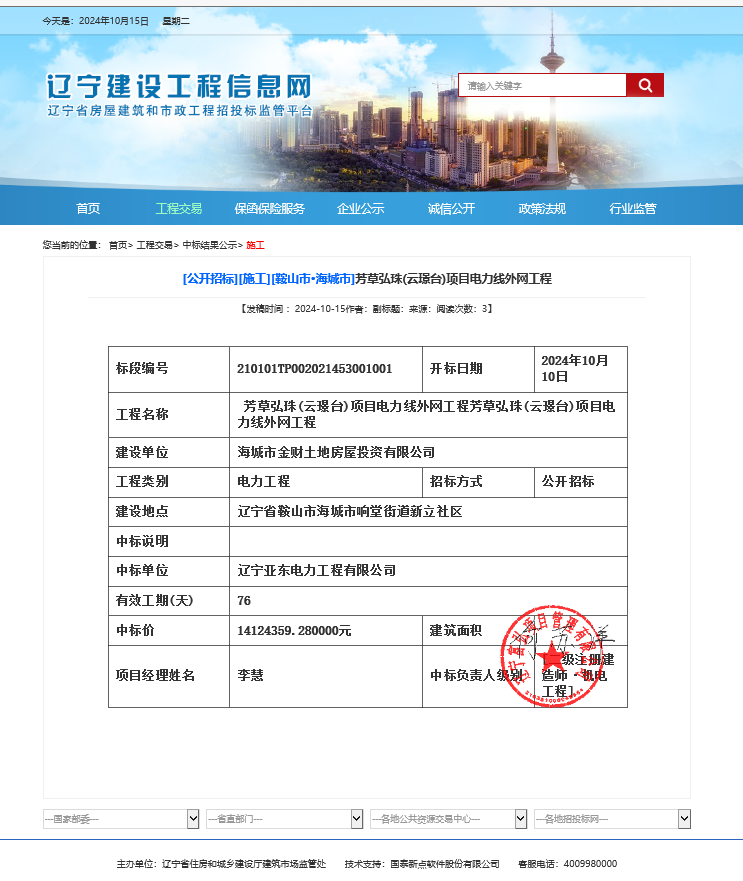 今天是：2024年10月15日 星期二
辽宁建设工程信息网
辽宁省房屋建筑和市政工程招投标监管平台
请输入关键字
首页 工程交易 保函保险服务 企业公示 诚信公开 政策法规 行业监管
您当前的位置： 首页> 工程交易> 中标结果公示> 施工
[公开招标][施工][鞍山市•海城市]芳草弘珠(云璟台)项目电力线外网工程
【发稿时间 ：2024-10-15作者：副标题：来源：阅读次数：3】
标段编号 210101TP002021453001001 开标日期 2024年10月
10日
工程名称 芳草弘珠(云璟台)项目电力线外网工程芳草弘珠(云璟台)项目电
力线外网工程
建设单位 海城市金财土地房屋投资有限公司
工程类别 电力工程 招标方式 公开招标
建设地点 辽宁省鞍山市海城市响堂街道新立社区
中标说明
中标单位 辽宁亚东电力工程有限公司
有效工期(天) 76
中标价 14124359.280000元 建筑面积
项目经理姓名 李慧 中标负责人级别 [二级注册建
造师·机电
工程]
---国家部委---
---省直部门---
---各地公共资源交易中心---
---各地招投标网---
主办单位：辽宁省住房和城乡建设厅建筑市场监管处 技术支持：国泰新点软件股份有限公司 客服电话：4009980000